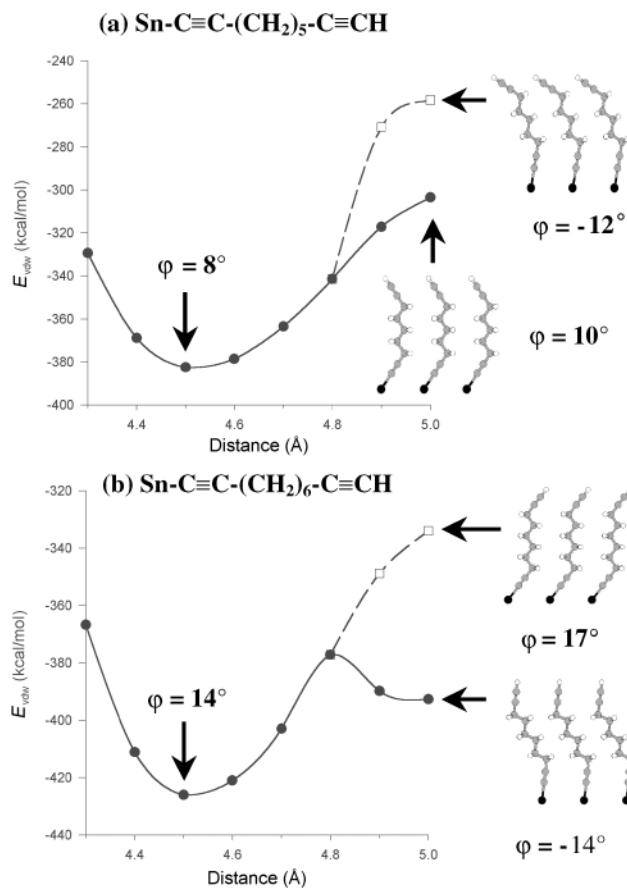 (a) Sn-C≡C-(CH₂)₅-C≡CH
-240
-260
-280
-300
-320
-340
-360
-380
-400
E_vdw (kcal/mol)
φ = 8°
φ = -12°
φ = 10°
4.4
4.6
4.8
5.0
Distance (Å)
(b) Sn-C≡C-(CH₂)₆-C≡CH
-320
-340
-360
-380
-400
-420
-440
E_vdw (kcal/mol)
φ = 14°
φ = 17°
φ = -14°
4.4
4.6
4.8
5.0
Distance (Å)